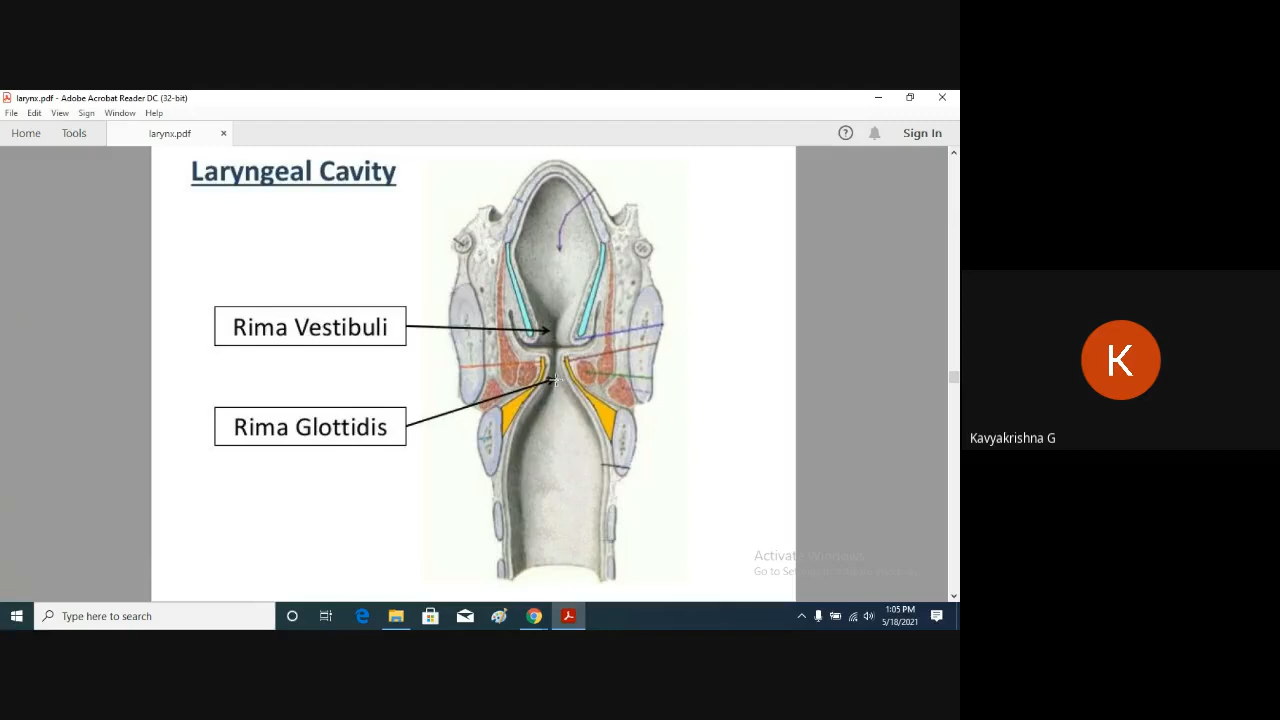 larynx.pdf - Adobe Acrobat Reader DC (32-bit)
File Edit View Sign Window Help
Home Tools larynx.pdf × ? Sign In
Laryngeal Cavity
Rima Vestibuli
Rima Glottidis
K
Kavyakrishna G
Activate Windows
Type here to search
1:05 PM
5/18/2021